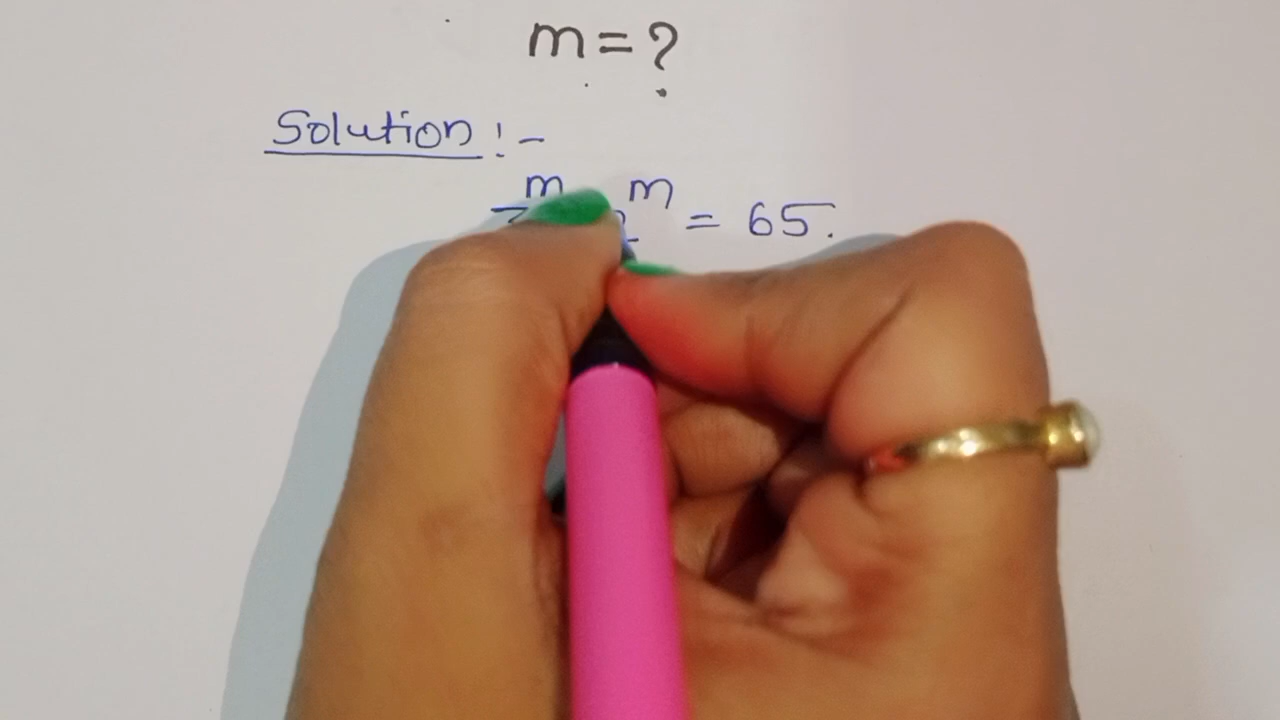 m = ?
Solution :-
m = 65.